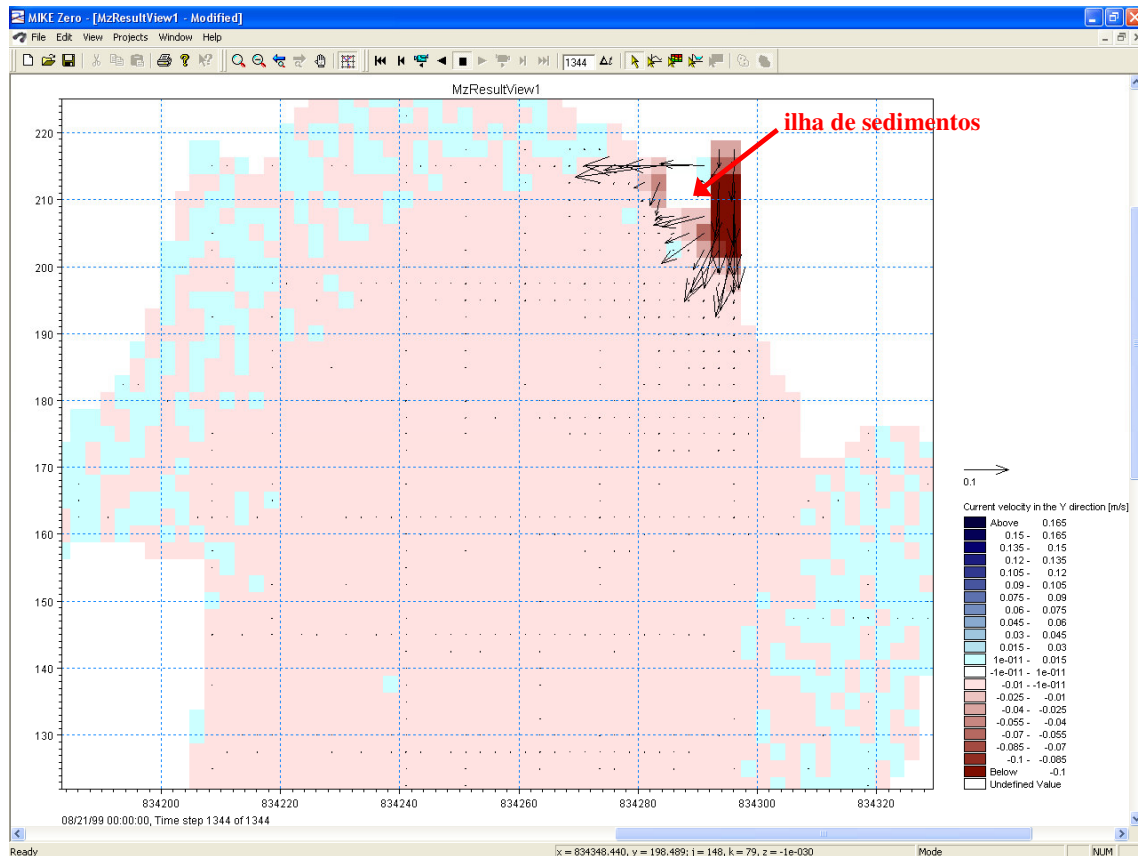 MIKE Zero - [MzResultView1 - Modified]
File Edit View Projects Window Help
1344 Δt
MzResultView1
ilha de sedimentos
220
210
200
190
180
170
160
150
140
130
834200 834220 834240 834260 834280 834300 834320
0.1
Current velocity in the Y direction [m/s]
Above 0.165
0.15 - 0.165
0.135 - 0.15
0.12 - 0.135
0.105 - 0.12
0.09 - 0.105
0.075 - 0.09
0.06 - 0.075
0.045 - 0.06
0.03 - 0.045
0.015 - 0.03
1e-011 - 0.015
-1e-011 - 1e-011
-0.01 - -1e-011
-0.025 - -0.01
-0.04 - -0.025
-0.055 - -0.04
-0.07 - -0.055
-0.085 - -0.07
-0.1 - -0.085
Below -0.1
Undefined Value
08/21/99 00:00:00, Time step 1344 of 1344
Ready x = 834348.440, y = 198.489; i = 148, k = 79, z = -1e-030 Mode NUM